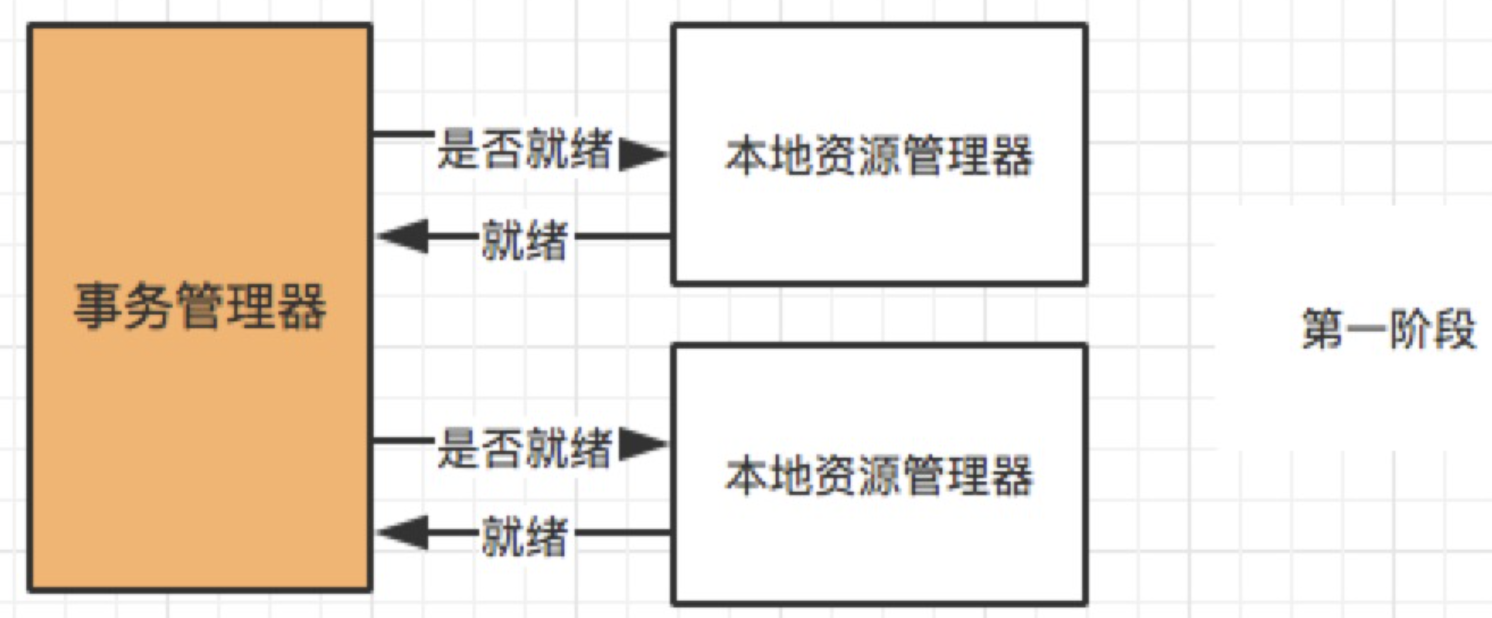 事务管理器
是否就绪
就绪
本地资源管理器
是否就绪
就绪
本地资源管理器
第一阶段